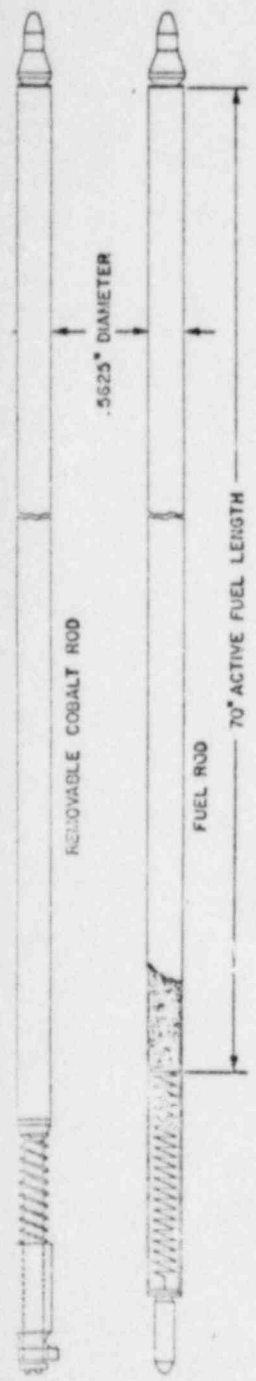 .5625" DIAMETER
REMOVABLE COBALT ROD
FUEL ROD
70" ACTIVE FUEL LENGTH